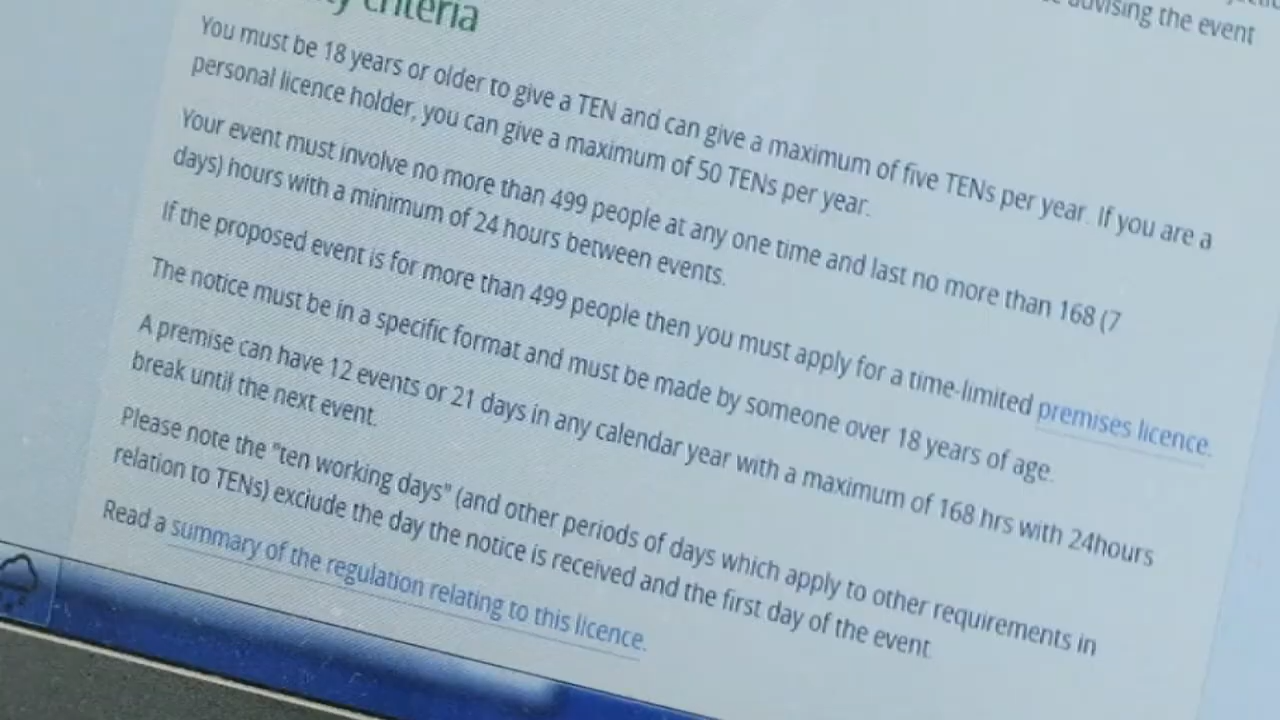 advising the event
criteria
You must be 18 years or older to give a TEN and can give a maximum of five TENs per year. If you are a
personal licence holder, you can give a maximum of 50 TENs per year.
Your event must involve no more than 499 people at any one time and last no more than 168 (7
days) hours with a minimum of 24 hours between events.
If the proposed event is for more than 499 people then you must apply for a time-limited premises licence.
The notice must be in a specific format and must be made by someone over 18 years of age.
A premise can have 12 events or 21 days in any calendar year with a maximum of 168 hrs with 24hours
break until the next event.
Please note the "ten working days" (and other periods of days which apply to other requirements in
relation to TENs) exclude the day the notice is received and the first day of the event
Read a summary of the regulation relating to this licence.